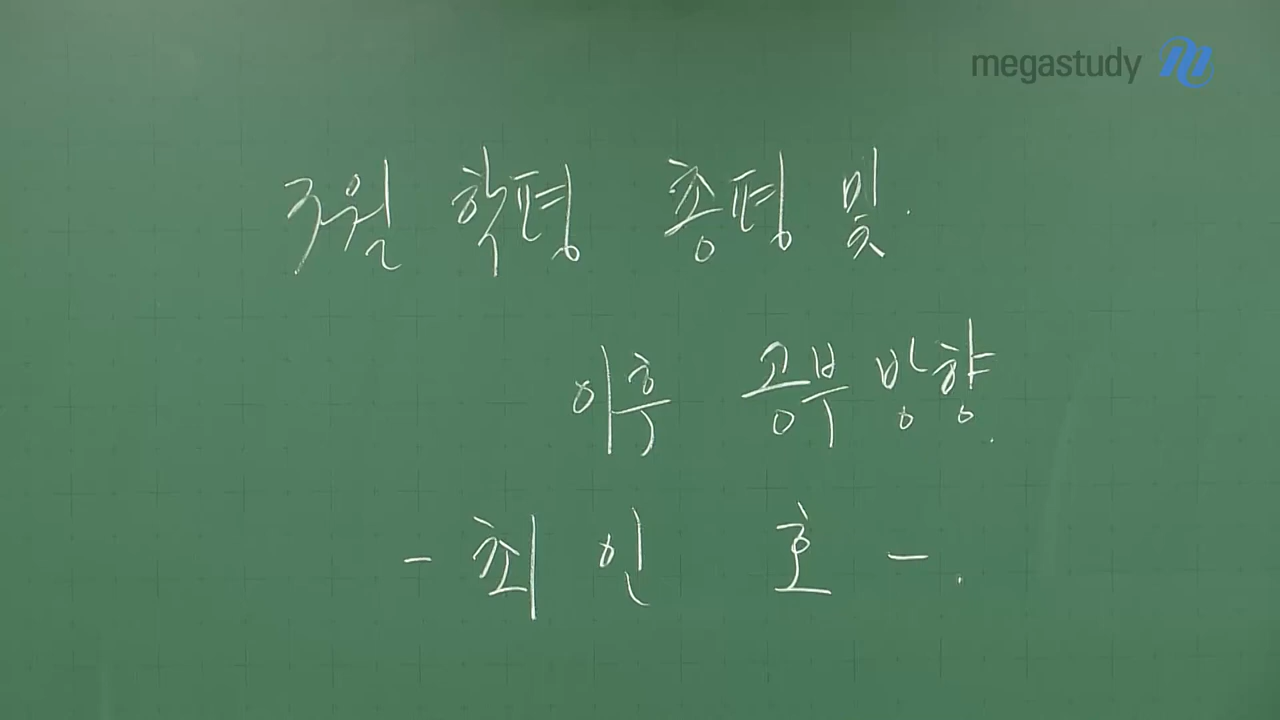 megastudy
3월 학평 총평 및.
이후 공부 방향.
- 최 인 호 -.